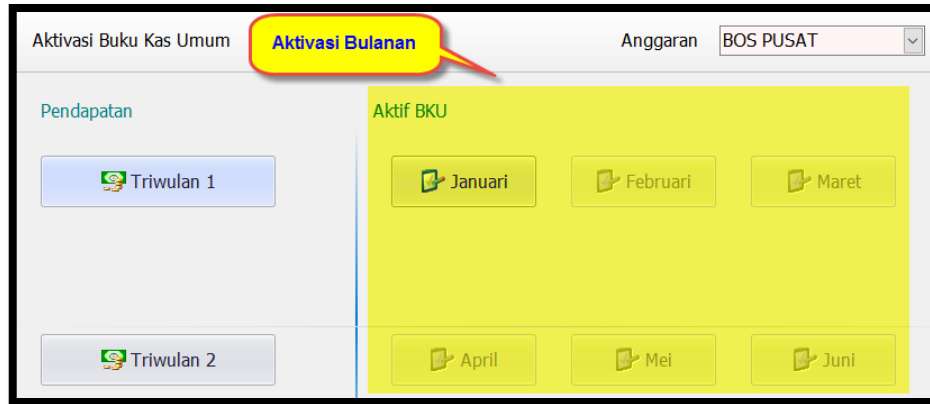 Aktivasi Buku Kas Umum
Aktivasi Bulanan
Anggaran
BOS PUSAT
Pendapatan
Aktif BKU
Triwulan 1
Januari
Februari
Maret
Triwulan 2
April
Mei
Juni